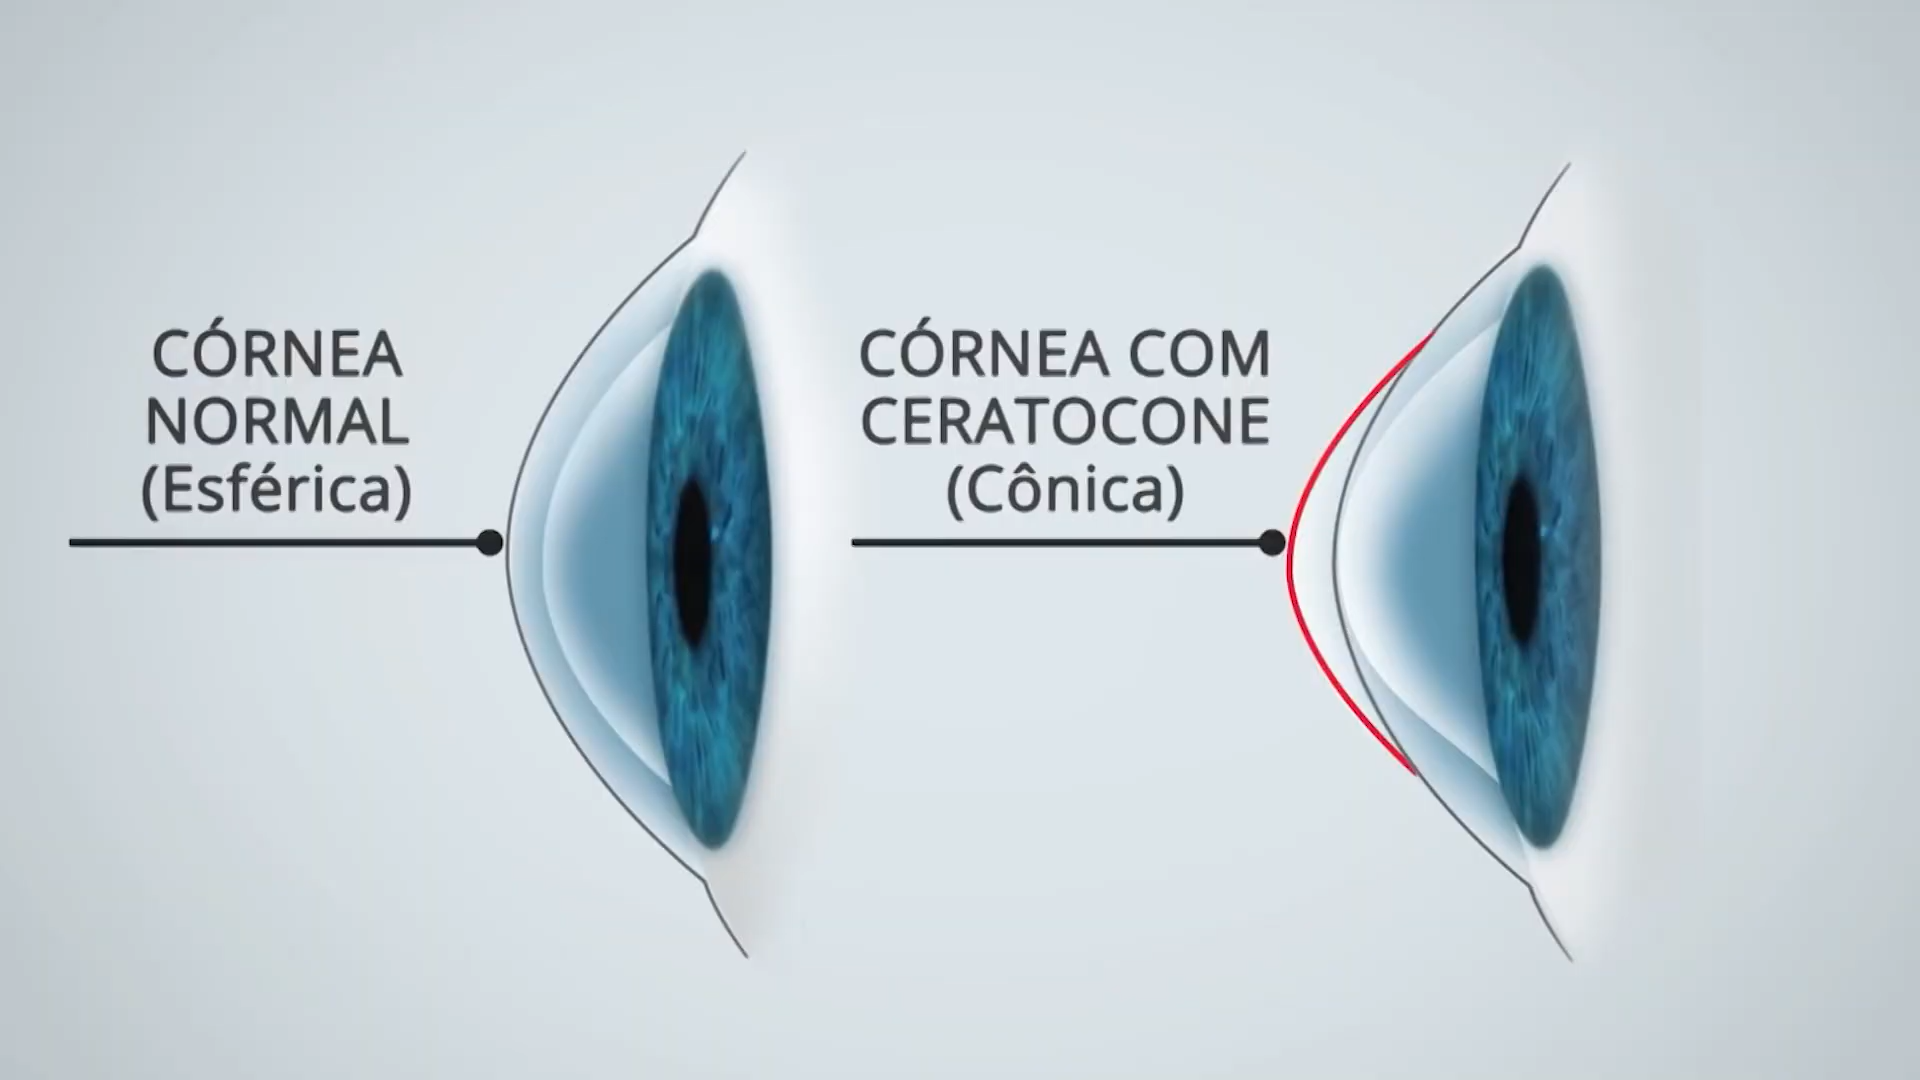 CÓRNEA
NORMAL
(Esférica)
CÓRNEA COM
CERATOCONE
(Cônica)